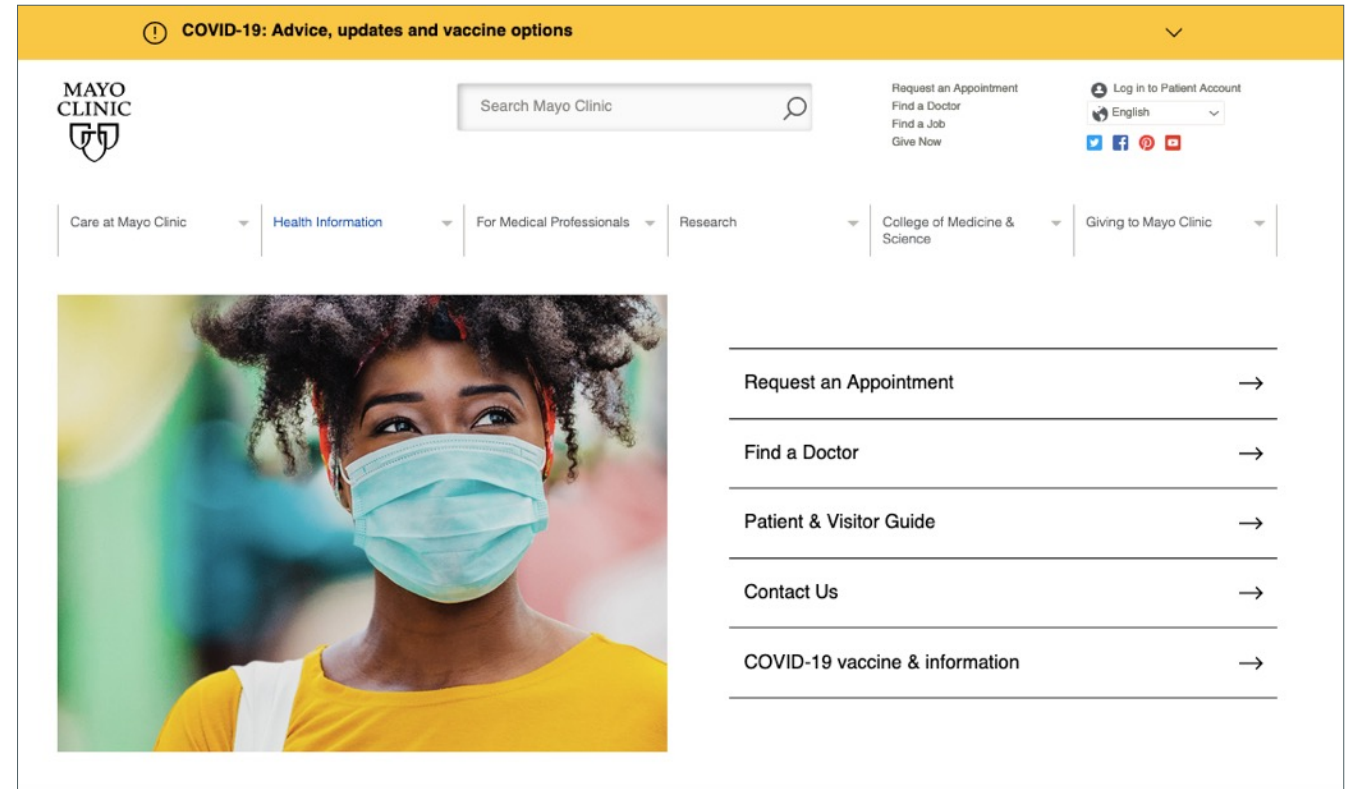 COVID-19: Advice, updates and vaccine options
MAYO
CLINIC
Search Mayo Clinic
Request an Appointment
Find a Doctor
Find a Job
Give Now
Log in to Patient Account
English
Care at Mayo Clinic
Health Information
For Medical Professionals
Research
College of Medicine &
Science
Giving to Mayo Clinic
Request an Appointment
Find a Doctor
Patient & Visitor Guide
Contact Us
COVID-19 vaccine & information